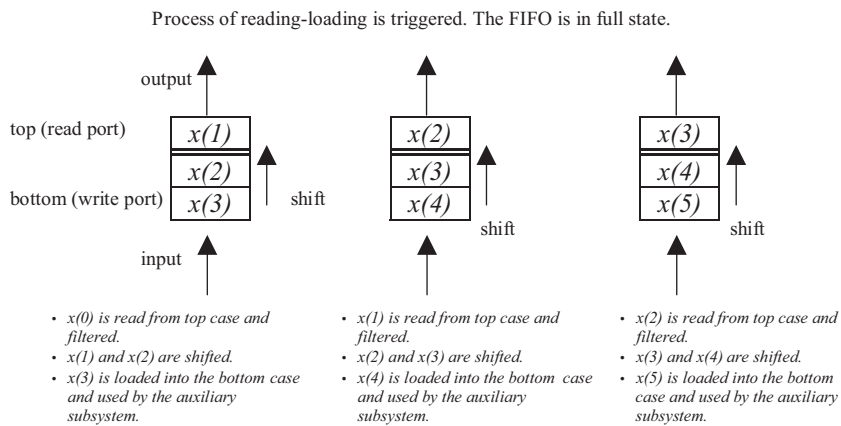 Process of reading-loading is triggered. The FIFO is in full state.
output
top (read port)
x(1)
x(2)
x(3)
bottom (write port)
shift
input
x(2)
x(3)
x(4)
shift
x(3)
x(4)
x(5)
shift
• x(0) is read from top case and
filtered.
• x(1) and x(2) are shifted.
• x(3) is loaded into the bottom case
and used by the auxiliary
subsystem.
• x(1) is read from top case and
filtered.
• x(2) and x(3) are shifted.
• x(4) is loaded into the bottom case
and used by the auxiliary
subsystem.
• x(2) is read from top case and
filtered.
• x(3) and x(4) are shifted.
• x(5) is loaded into the bottom
case and used by the auxiliary
subsystem.